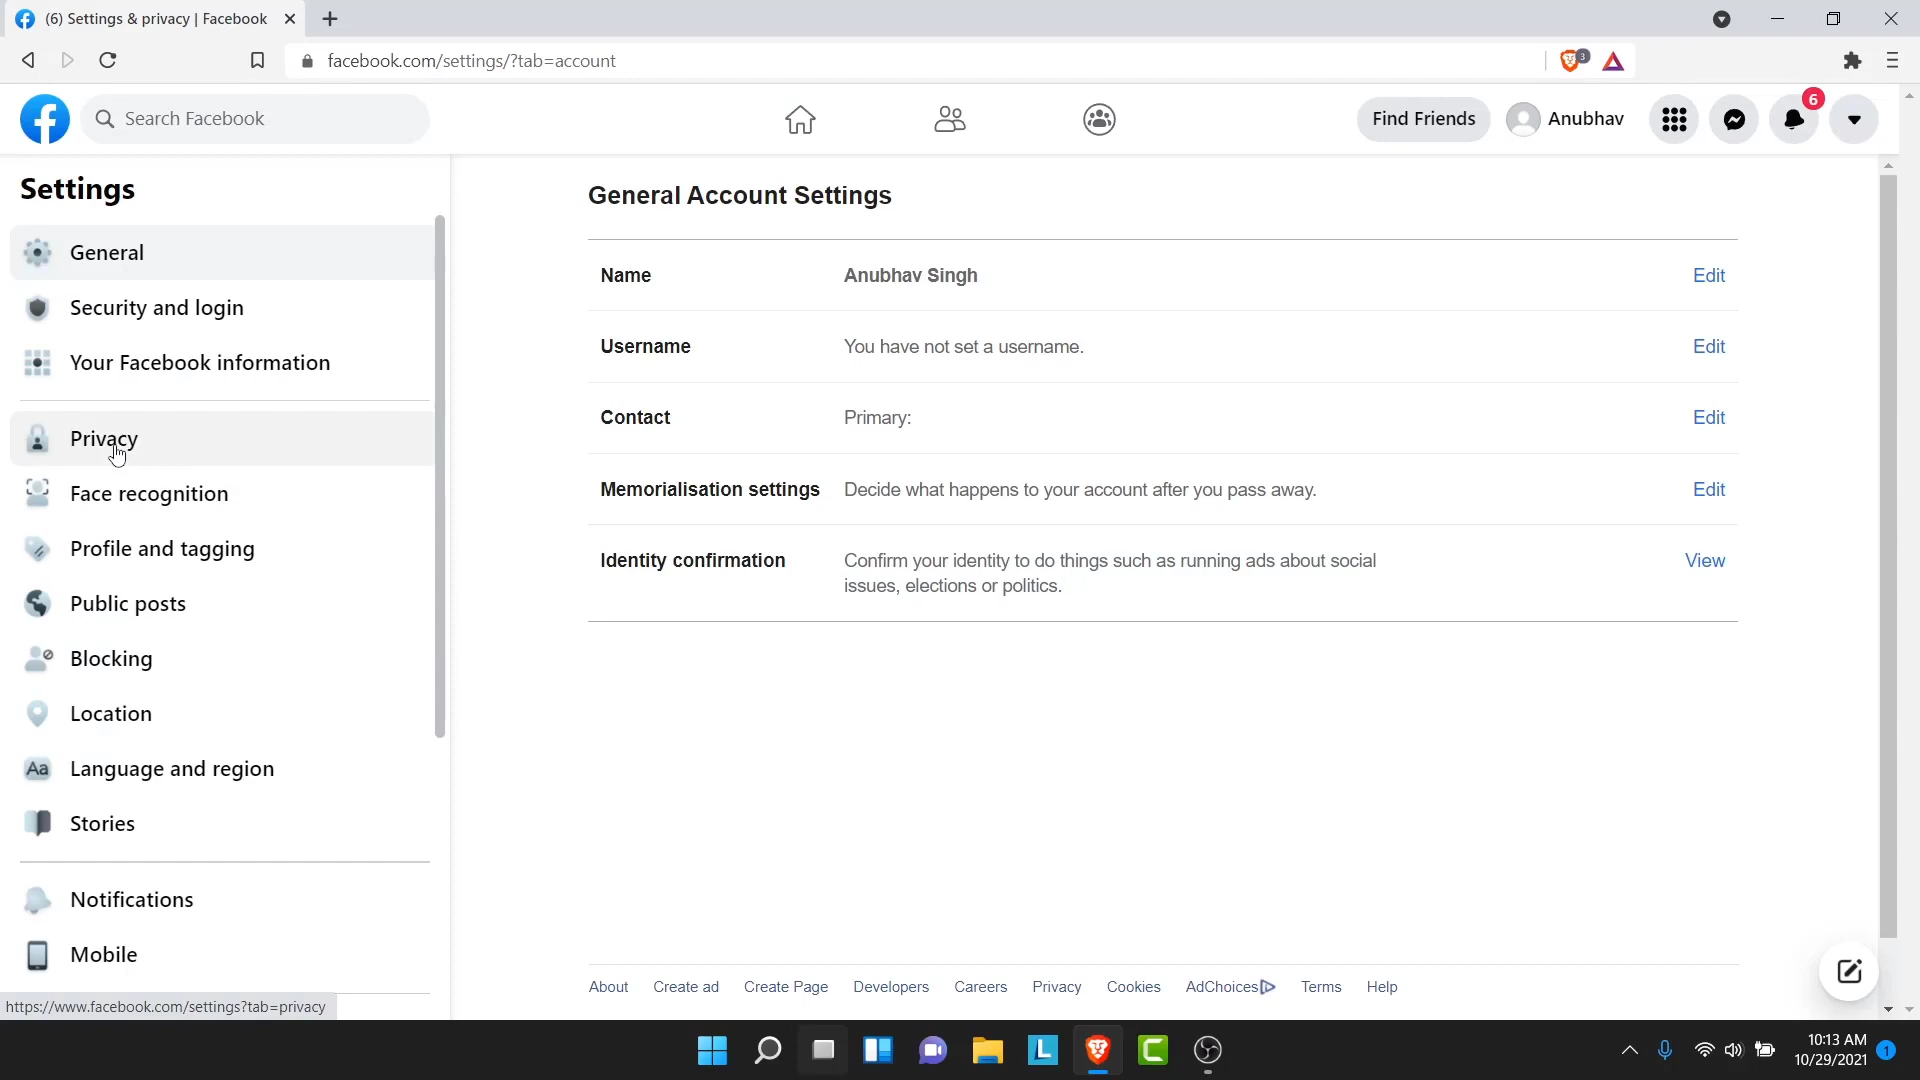 (6) Settings & privacy | Facebook
facebook.com/settings/?tab=account
3
Search Facebook
Find Friends
Anubhav
6
Settings
General
Security and login
Your Facebook information
Privacy
Face recognition
Profile and tagging
Public posts
Blocking
Location
Aa Language and region
Stories
Notifications
Mobile
https://www.facebook.com/settings?tab=privacy
General Account Settings
Name Anubhav Singh Edit
Username You have not set a username. Edit
Contact Primary: Edit
Memorialisation settings Decide what happens to your account after you pass away. Edit
Identity confirmation Confirm your identity to do things such as running ads about social View
issues, elections or politics.
About Create ad Create Page Developers Careers Privacy Cookies AdChoices Terms Help
L
C
10:13 AM
10/29/2021
1